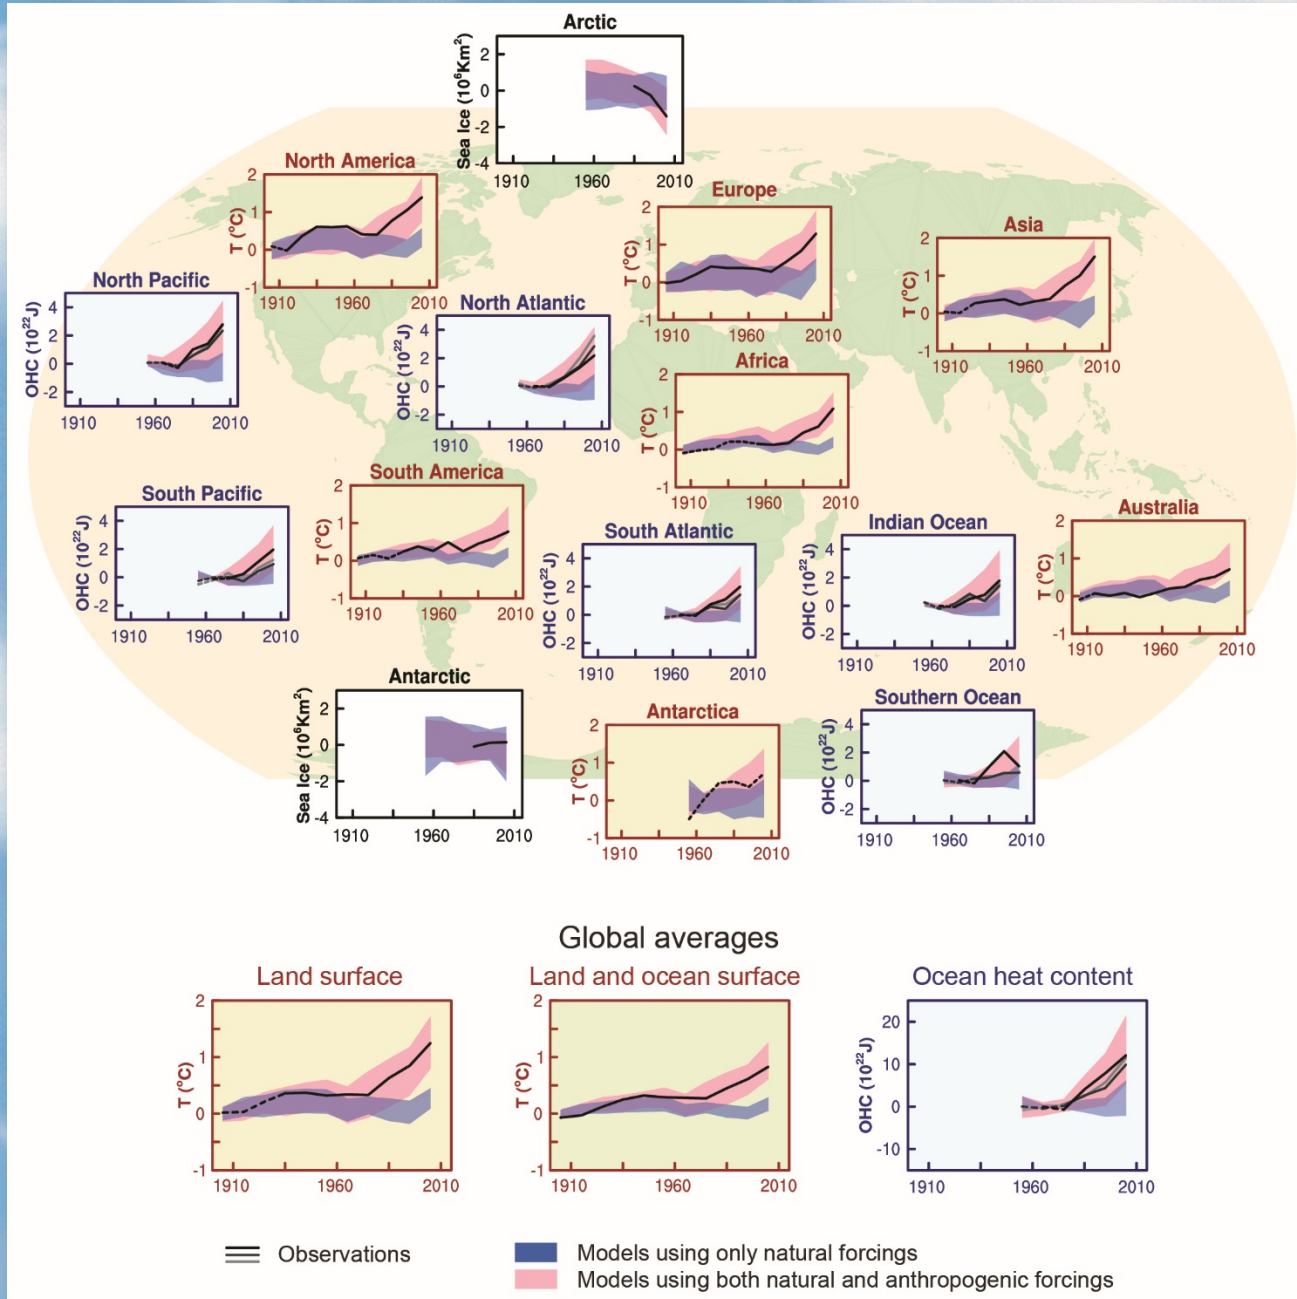 Arctic
Sea Ice (10⁶Km²)
2
0
-2
-4
1910 1960 2010
North America
T (°C)
2
1
0
-1
1910 1960 2010
Europe
T (°C)
2
1
0
-1
1910 1960 2010
Asia
T (°C)
2
1
0
-1
1910 1960 2010
North Pacific
OHC (10²²J)
4
2
0
-2
1910 1960 2010
North Atlantic
OHC (10²²J)
4
2
0
-2
1910 1960 2010
Africa
T (°C)
2
1
0
-1
1910 1960 2010
South America
T (°C)
2
1
0
-1
1910 1960 2010
South Pacific
OHC (10²²J)
4
2
0
-2
1910 1960 2010
South Atlantic
OHC (10²²J)
4
2
0
-2
1910 1960 2010
Indian Ocean
OHC (10²²J)
4
2
0
-2
1910 1960 2010
Australia
T (°C)
2
1
0
-1
1910 1960 2010
Antarctic
Sea Ice (10⁶Km²)
2
0
-2
-4
1910 1960 2010
Antarctica
T (°C)
2
1
0
-1
1910 1960 2010
Southern Ocean
OHC (10²²J)
4
2
0
-2
1910 1960 2010
Global averages
Land surface
T (°C)
2
1
0
-1
1910 1960 2010
Land and ocean surface
T (°C)
2
1
0
-1
1910 1960 2010
Ocean heat content
OHC (10²²J)
20
10
0
-10
1910 1960 2010
Observations
Models using only natural forcings
Models using both natural and anthropogenic forcings